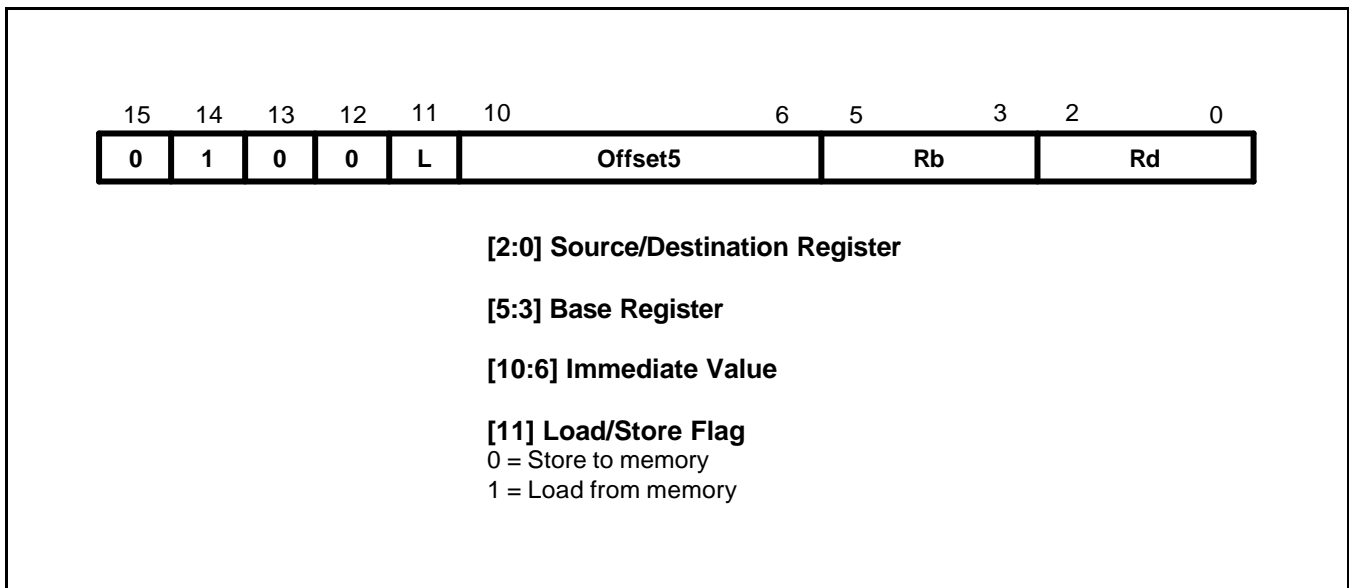 15 14 13 12 11 10 6 5 3 2 0
0 1 0 0 L Offset5 Rb Rd
[2:0] Source/Destination Register
[5:3] Base Register
[10:6] Immediate Value
[11] Load/Store Flag
0 = Store to memory
1 = Load from memory